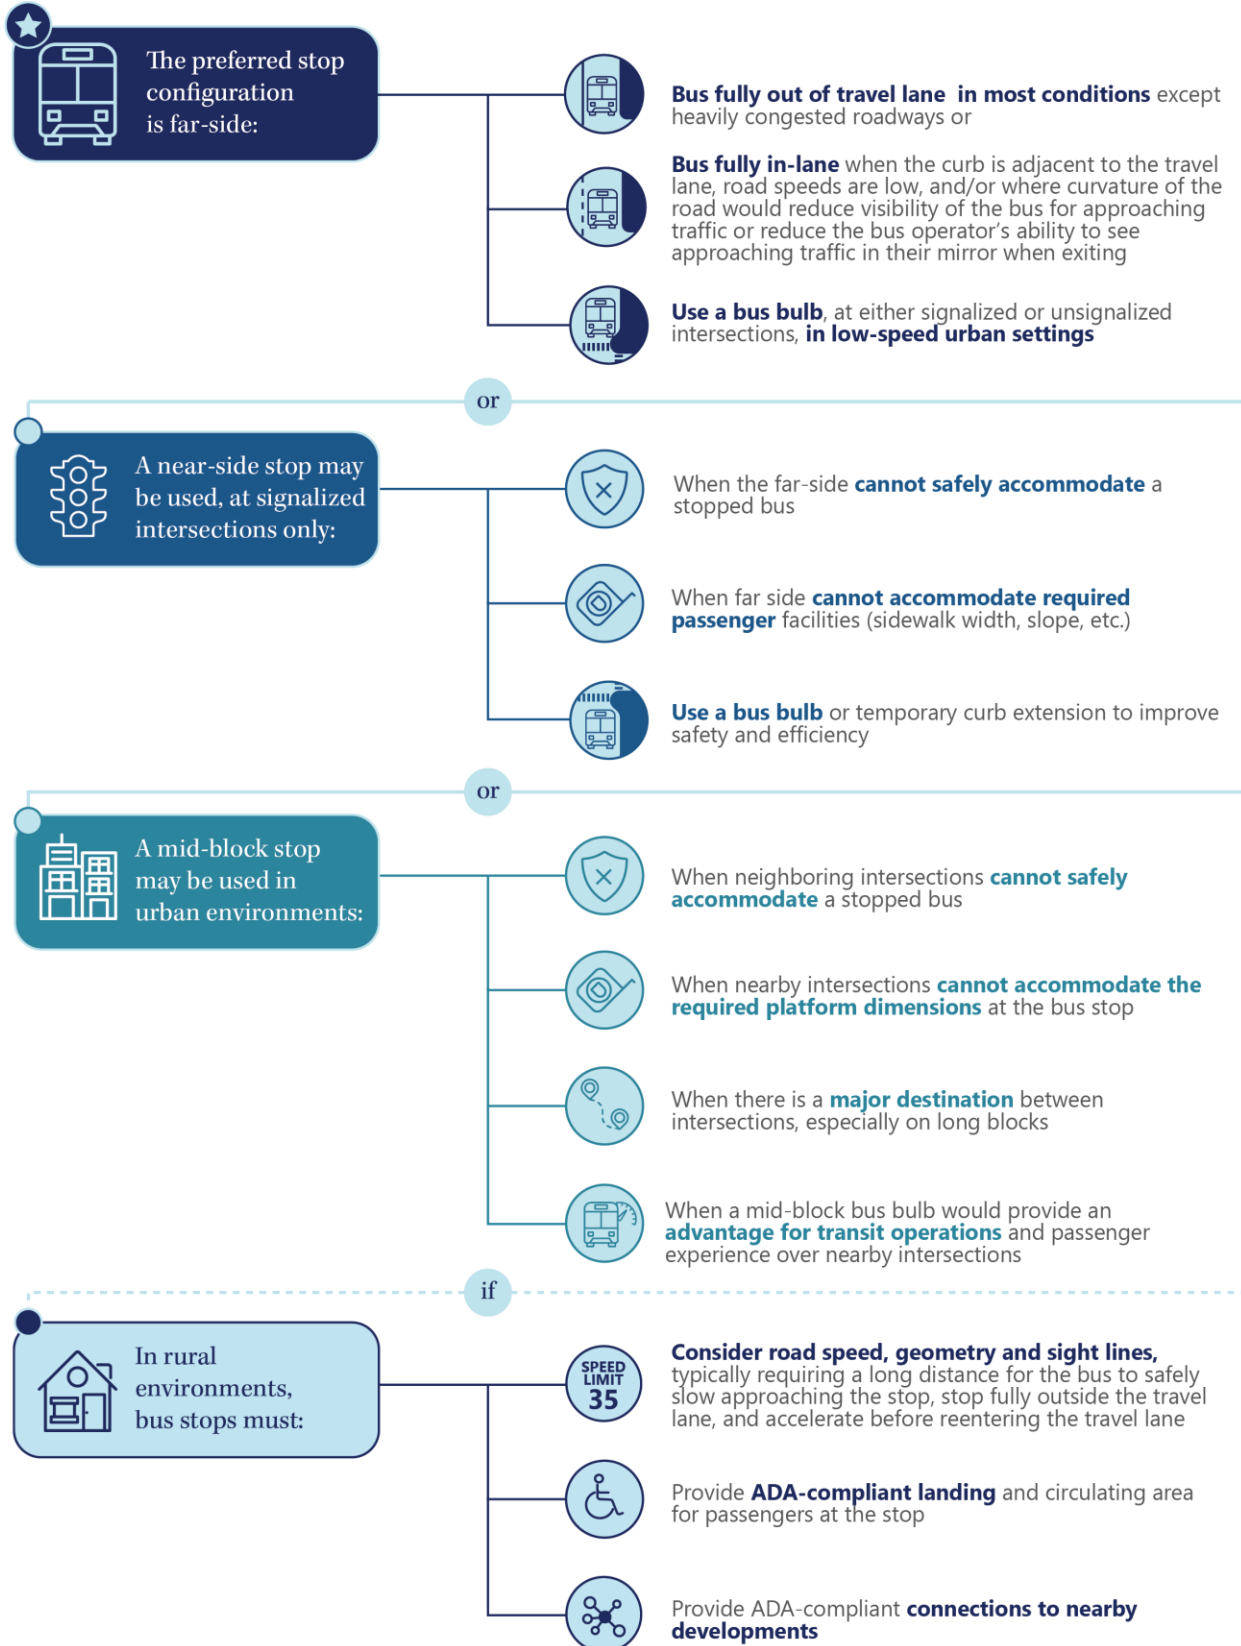 The preferred stop
configuration
is far-side:
Bus fully out of travel lane in most conditions except
heavily congested roadways or
Bus fully in-lane when the curb is adjacent to the travel
lane, road speeds are low, and/or where curvature of the
road would reduce visibility of the bus for approaching
traffic or reduce the bus operator's ability to see
approaching traffic in their mirror when exiting
Use a bus bulb, at either signalized or unsignalized
intersections, in low-speed urban settings
or
A near-side stop may
be used, at signalized
intersections only:
When the far-side cannot safely accommodate a
stopped bus
When far side cannot accommodate required
passenger facilities (sidewalk width, slope, etc.)
Use a bus bulb or temporary curb extension to improve
safety and efficiency
or
A mid-block stop
may be used in
urban environments:
When neighboring intersections cannot safely
accommodate a stopped bus
When nearby intersections cannot accommodate the
required platform dimensions at the bus stop
When there is a major destination between
intersections, especially on long blocks
When a mid-block bus bulb would provide an
advantage for transit operations and passenger
experience over nearby intersections
if
In rural
environments,
bus stops must:
SPEED
LIMIT
35
Consider road speed, geometry and sight lines,
typically requiring a long distance for the bus to safely
slow approaching the stop, stop fully outside the travel
lane, and accelerate before reentering the travel lane
Provide ADA-compliant landing and circulating area
for passengers at the stop
Provide ADA-compliant connections to nearby
developments